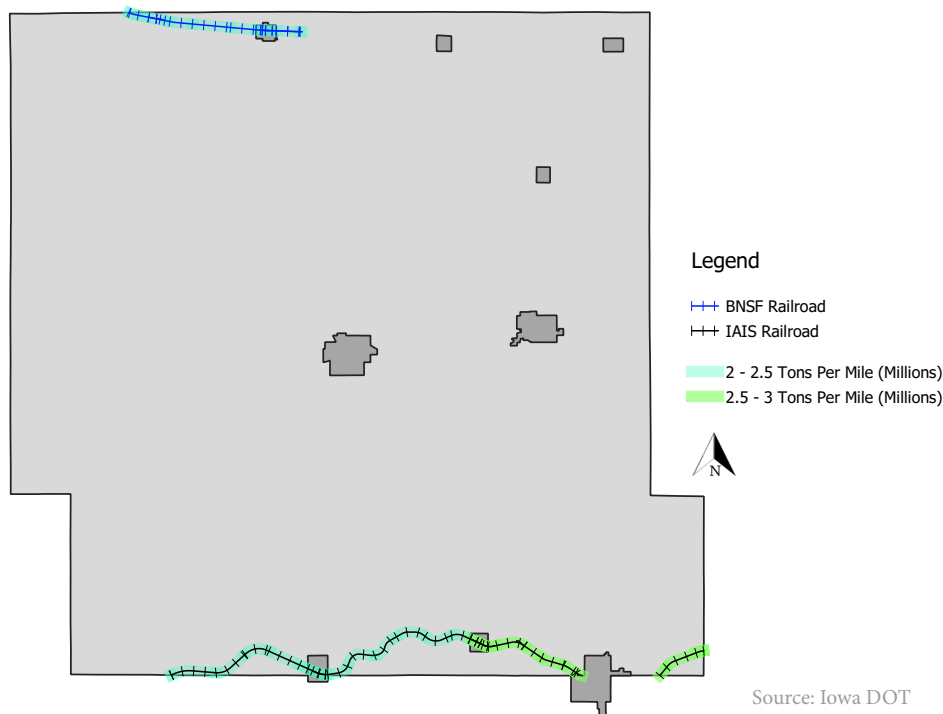 Legend
BNSF Railroad
IAIS Railroad
2 - 2.5 Tons Per Mile (Millions)
2.5 - 3 Tons Per Mile (Millions)
N
Source: Iowa DOT